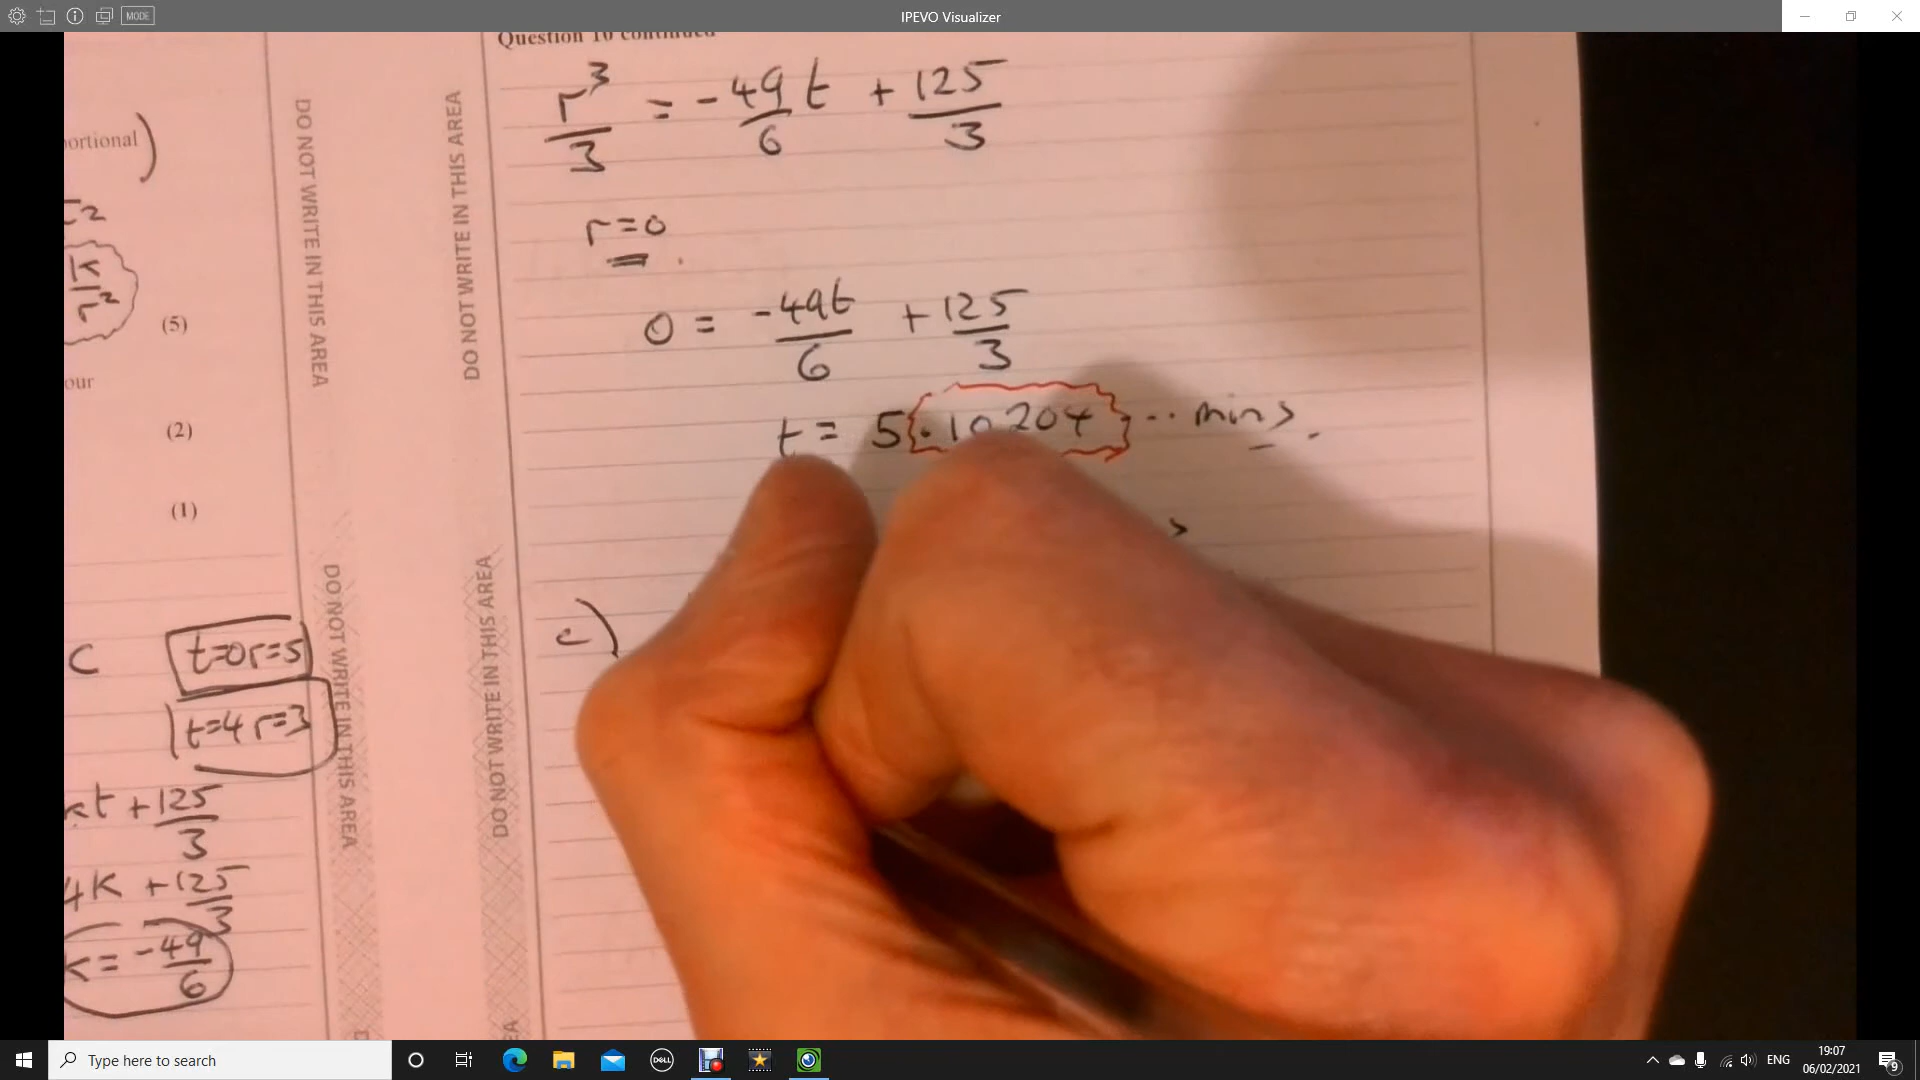 MODE
IPEVO Visualizer
Question 10 continued
r³/3 = -49/6 t + 125/3
r=0
0 = -49t/6 + 125/3
t = 5.10204... mins.
c)
ortional)
k/r²
(5)
our
(2)
(1)
C
t=0 r=5
t=4 r=3
t + 125/3
4K + 125/3
k = -49/6
DO NOT WRITE IN THIS AREA
DO NOT WRITE IN THIS AREA
DO NOT WRITE IN THIS AREA
DO NOT WRITE IN THIS AREA
Type here to search
DELL
ENG
19:07
06/02/2021
9